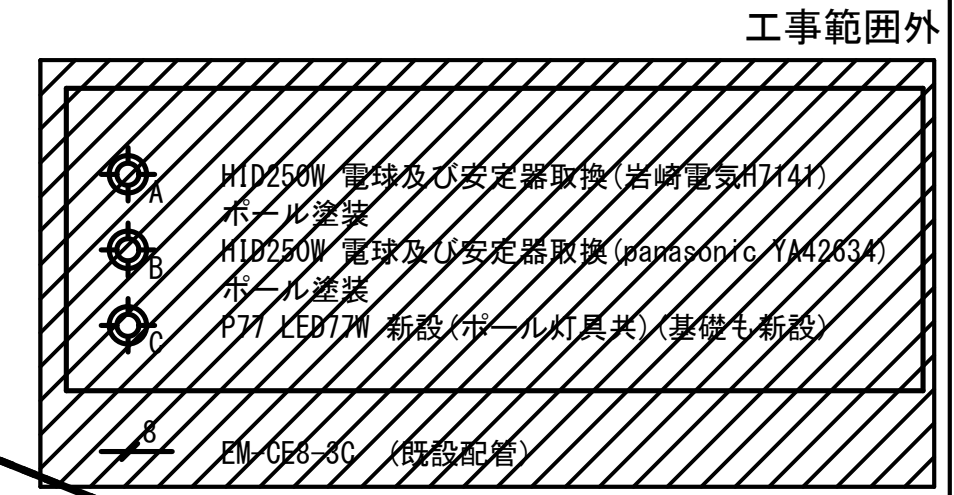 工事範囲外
A HID250W 電球及び安定器取換(岩崎電気H7141)
ポール塗装
B HID250W 電球及び安定器取換(panasonic YA42634)
ポール塗装
C P77 LED77W 新設(ポール灯具共)(基礎も新設)
8 EM-CE8-3C (既設配管)